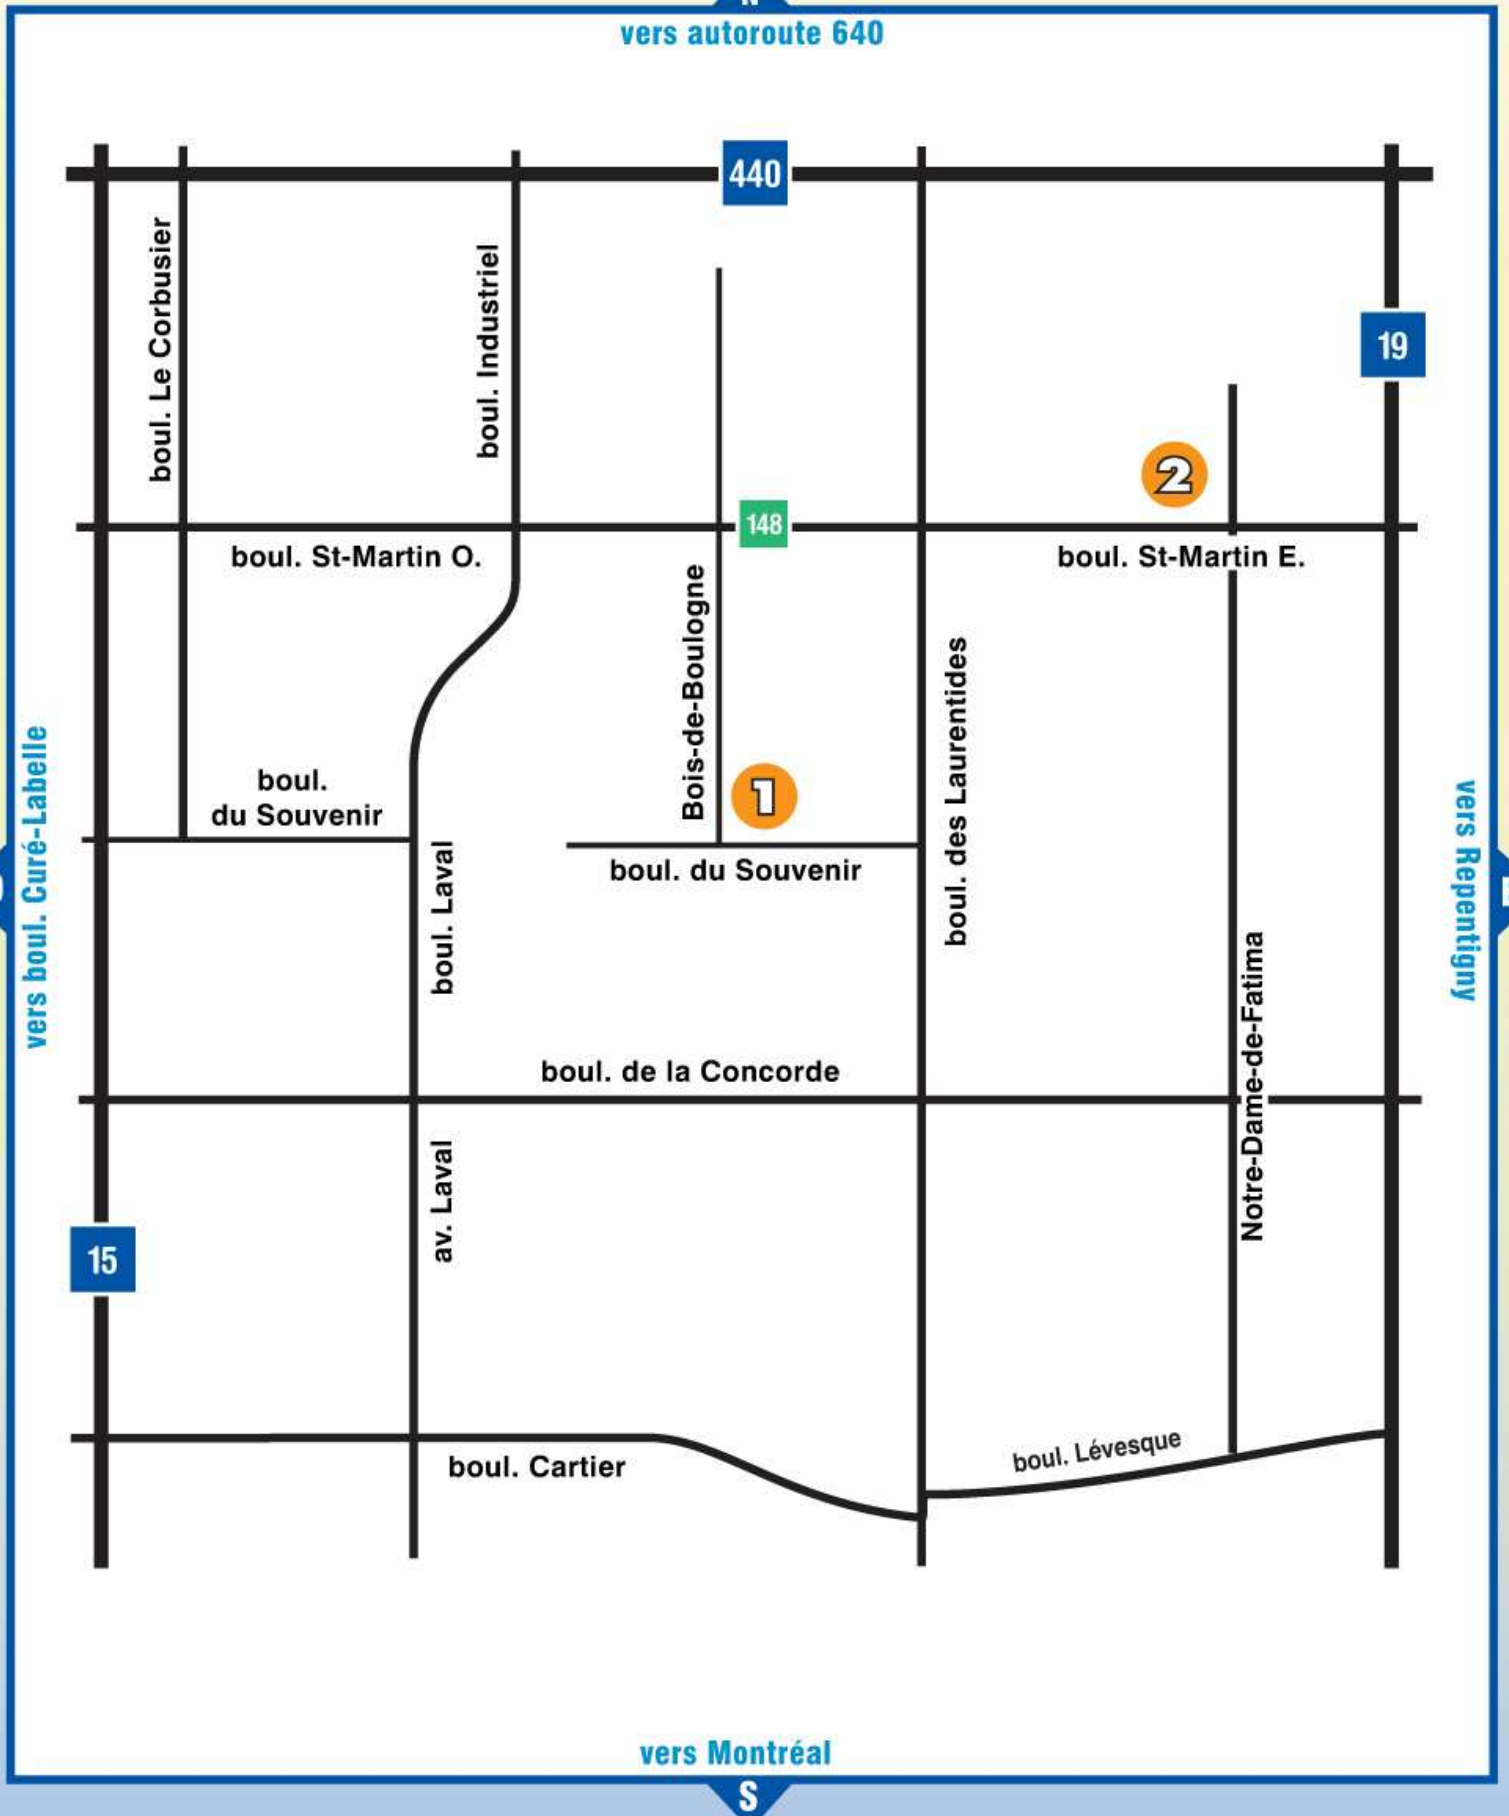 N
vers autoroute 640
440
boul. Le Corbusier
boul. Industriel
19
2
148
boul. St-Martin O.
boul. St-Martin E.
Bois-de-Boulogne
boul. des Laurentides
vers boul. Curé-Labelle
boul.
du Souvenir
1
vers Repentigny
boul. Laval
boul. du Souvenir
Notre-Dame-de-Fatima
boul. de la Concorde
av. Laval
15
boul. Lévesque
boul. Cartier
vers Montréal
S